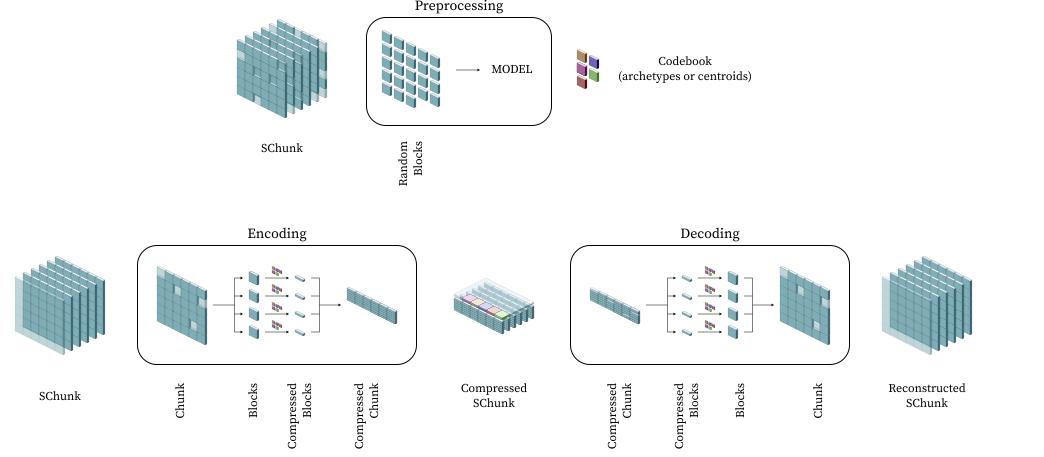 Preprocessing
MODEL
Codebook
(archetypes or centroids)
SChunk
Random
Blocks
Encoding
Decoding
SChunk
Chunk
Blocks
Compressed
Blocks
Compressed
Chunk
Compressed
SChunk
Compressed
Chunk
Compressed
Blocks
Blocks
Chunk
Reconstructed
SChunk